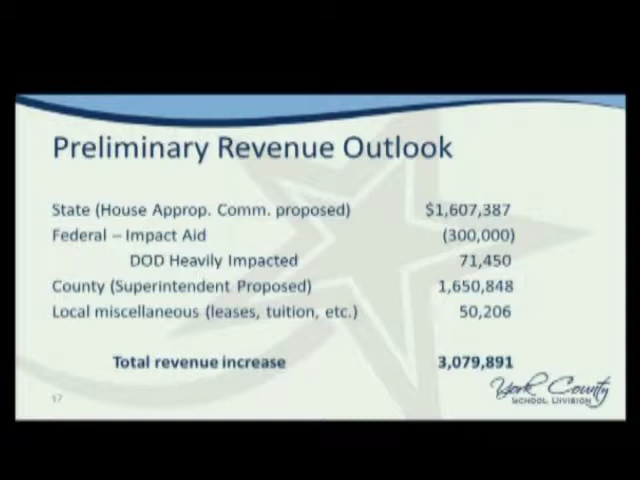 Preliminary Revenue Outlook
State (House Approp. Comm. proposed) $1,607,387
Federal – Impact Aid (300,000)
DOD Heavily Impacted 71,450
County (Superintendent Proposed) 1,650,848
Local miscellaneous (leases, tuition, etc.) 50,206
Total revenue increase 3,079,891
York County
SCHOOL DIVISION
17